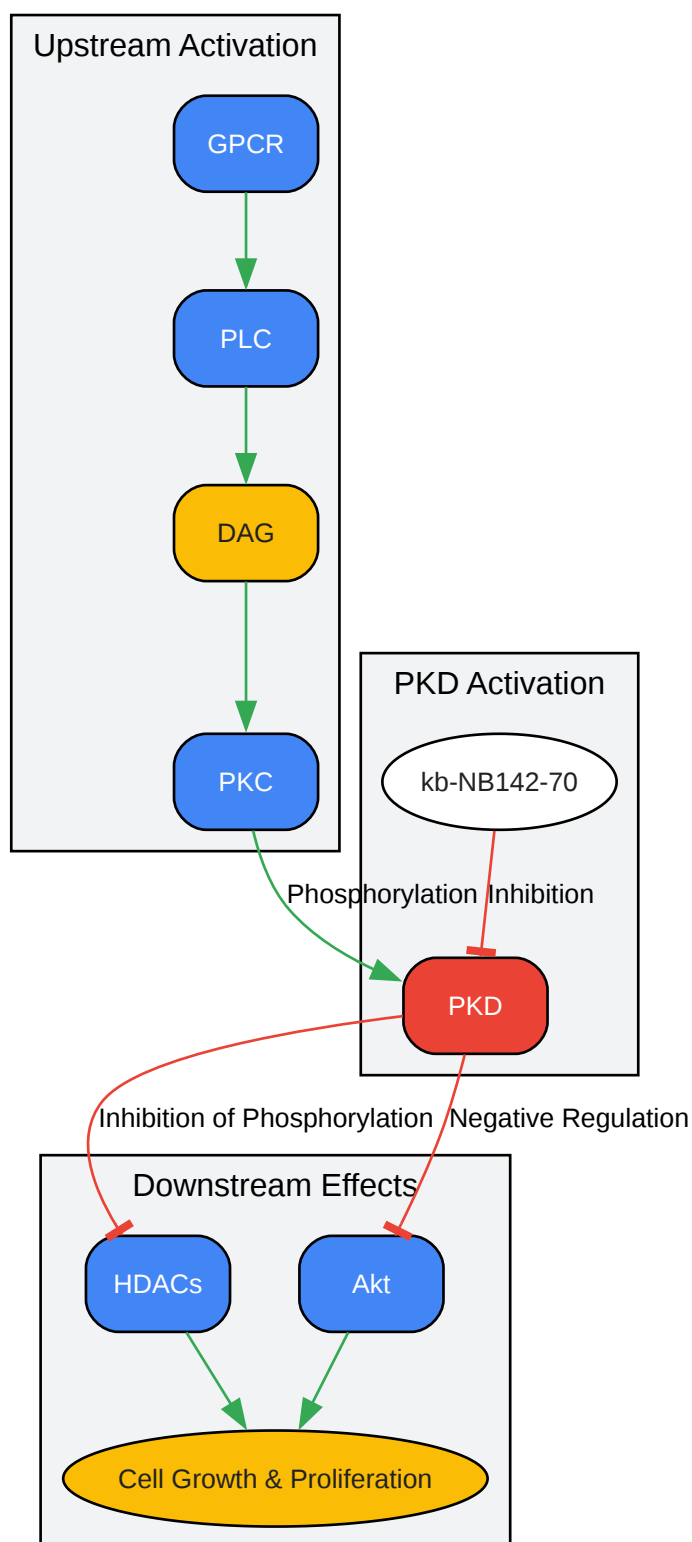 Upstream Activation
GPCR
PLC
DAG
PKC
PKD Activation
kb-NB142-70
Phosphorylation
Inhibition
PKD
Inhibition of Phosphorylation
Negative Regulation
Downstream Effects
HDACs
Akt
Cell Growth & Proliferation